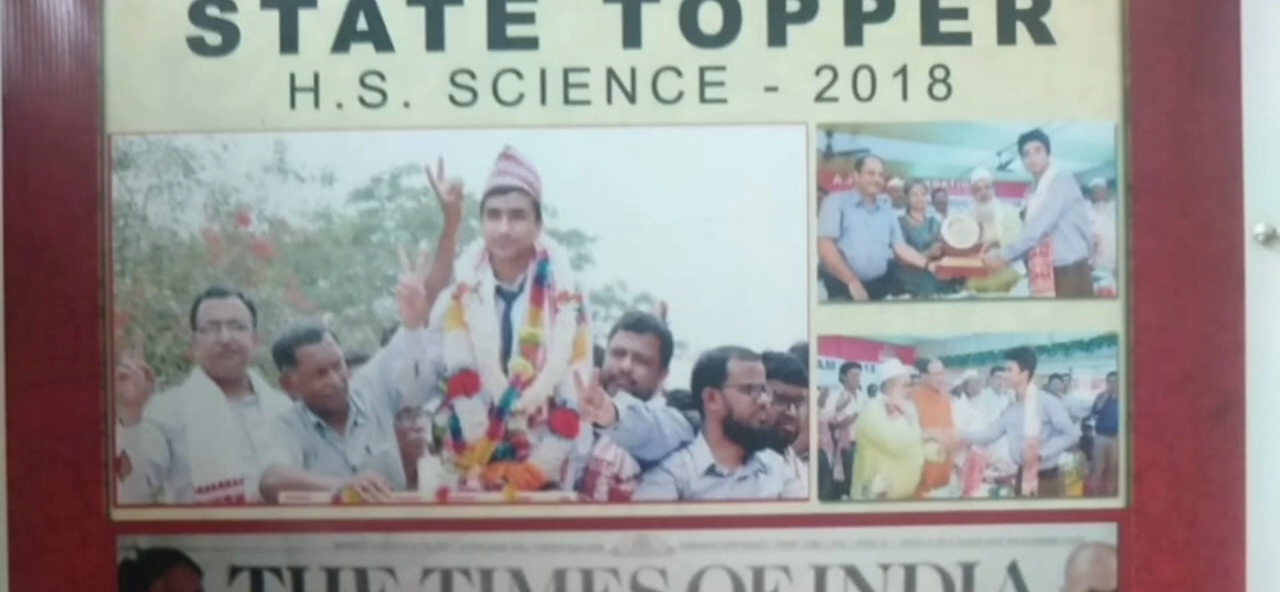 STATE TOPPER
H.S. SCIENCE - 2018
THE TIMES OF INDIA